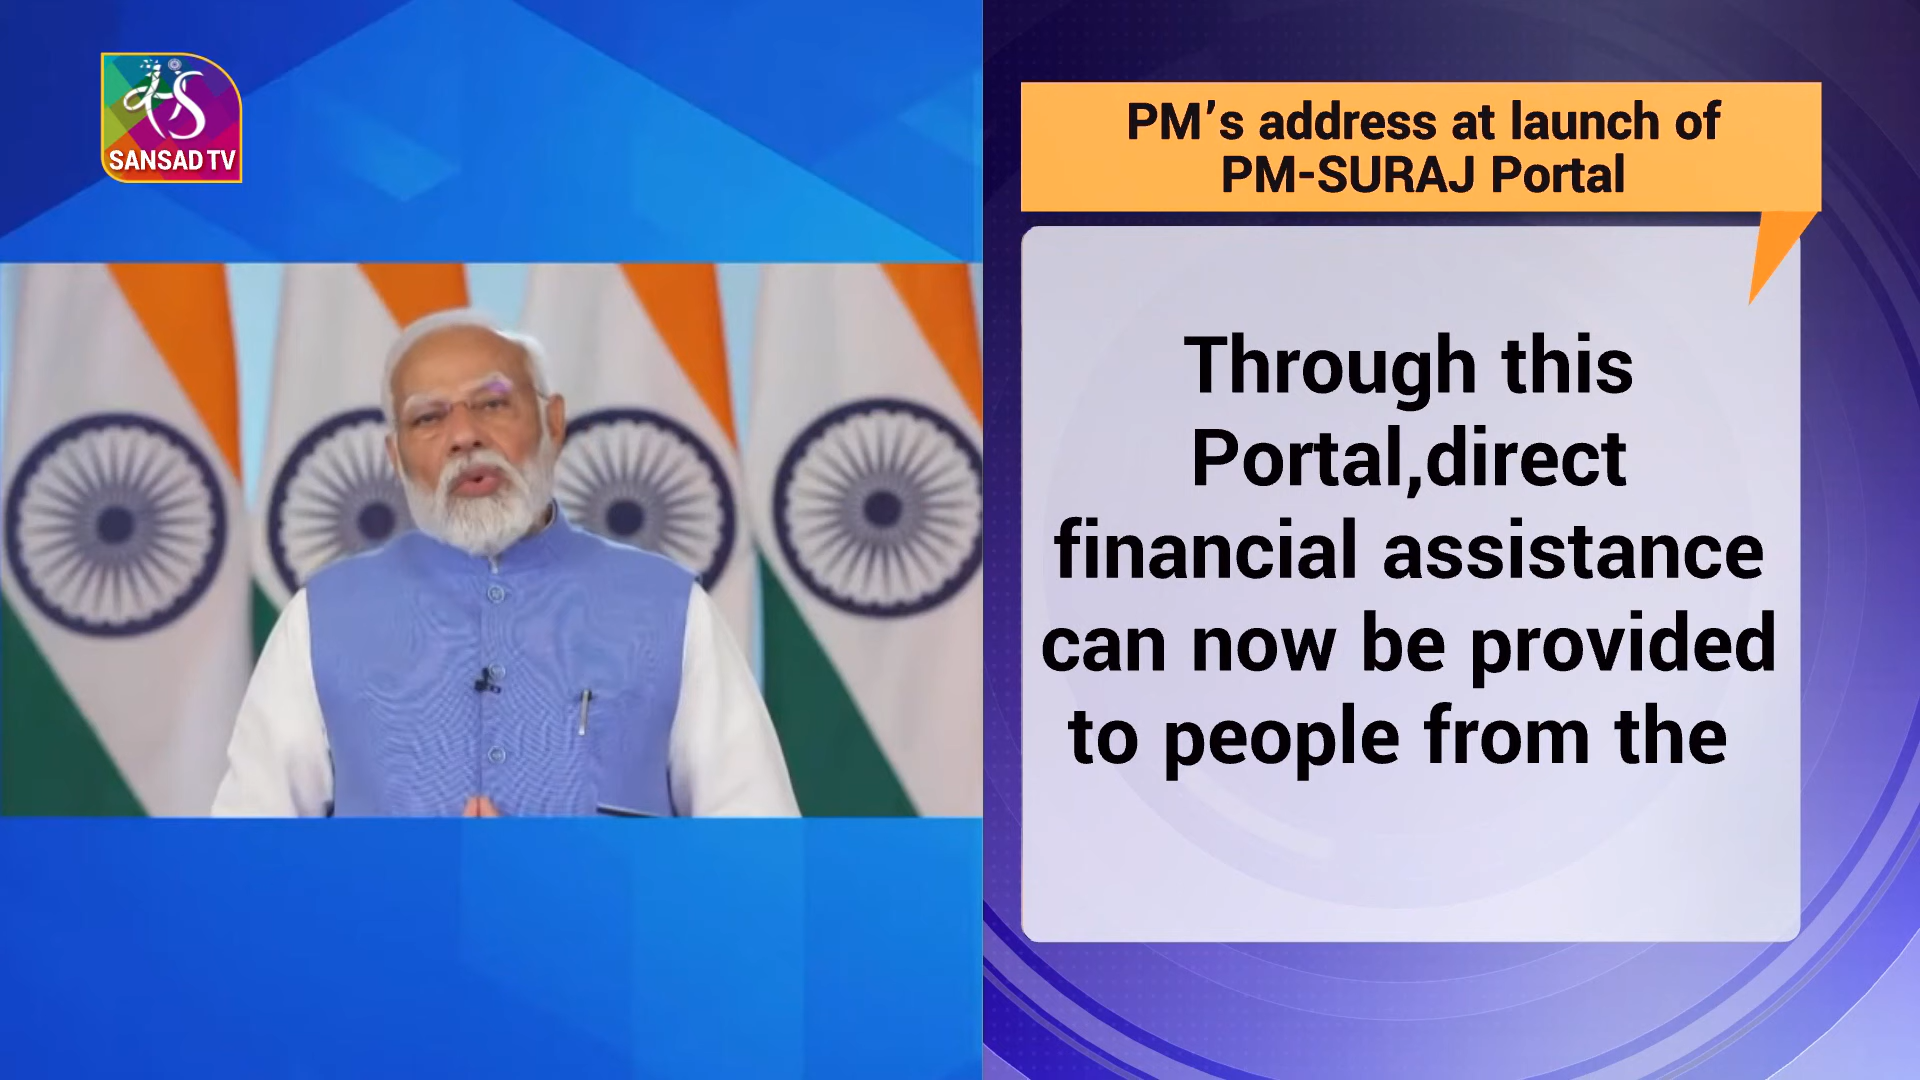 SANSAD TV
PM’s address at launch of
PM-SURAJ Portal
Through this
Portal,direct
financial assistance
can now be provided
to people from the